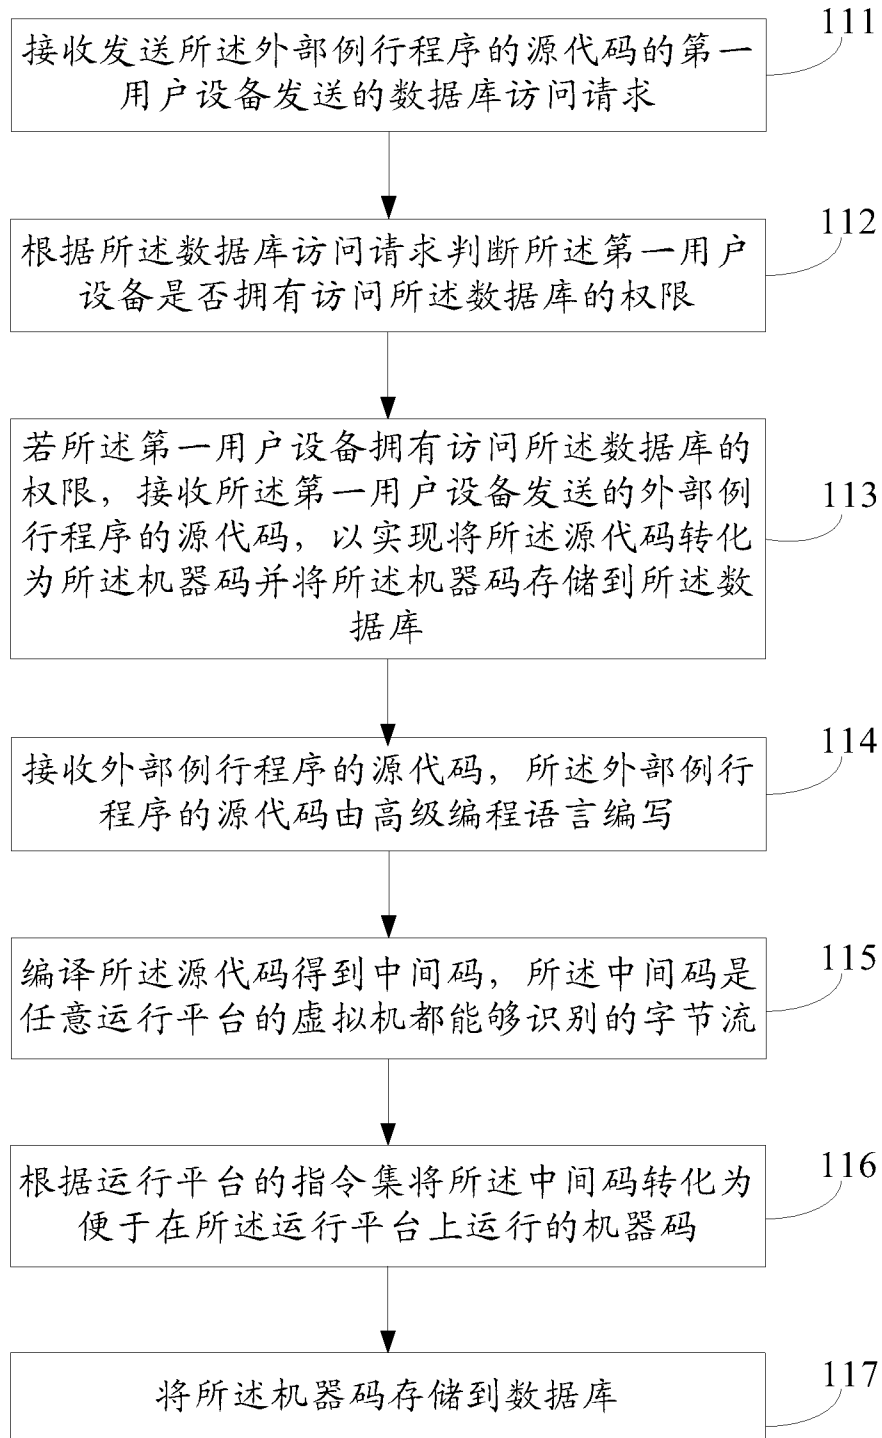 111
接收发送所述外部例行程序的源代码的第一
用户设备发送的数据库访问请求
112
根据所述数据库访问请求判断所述第一用户
设备是否拥有访问所述数据库的权限
若所述第一用户设备拥有访问所述数据库的
权限，接收所述第一用户设备发送的外部例
行程序的源代码，以实现将所述源代码转化
为所述机器码并将所述机器码存储到所述数
据库
113
114
接收外部例行程序的源代码，所述外部例行
程序的源代码由高级编程语言编写
115
编译所述源代码得到中间码，所述中间码是
任意运行平台的虚拟机都能够识别的字节流
116
根据运行平台的指令集将所述中间码转化为
便于在所述运行平台上运行的机器码
117
将所述机器码存储到数据库